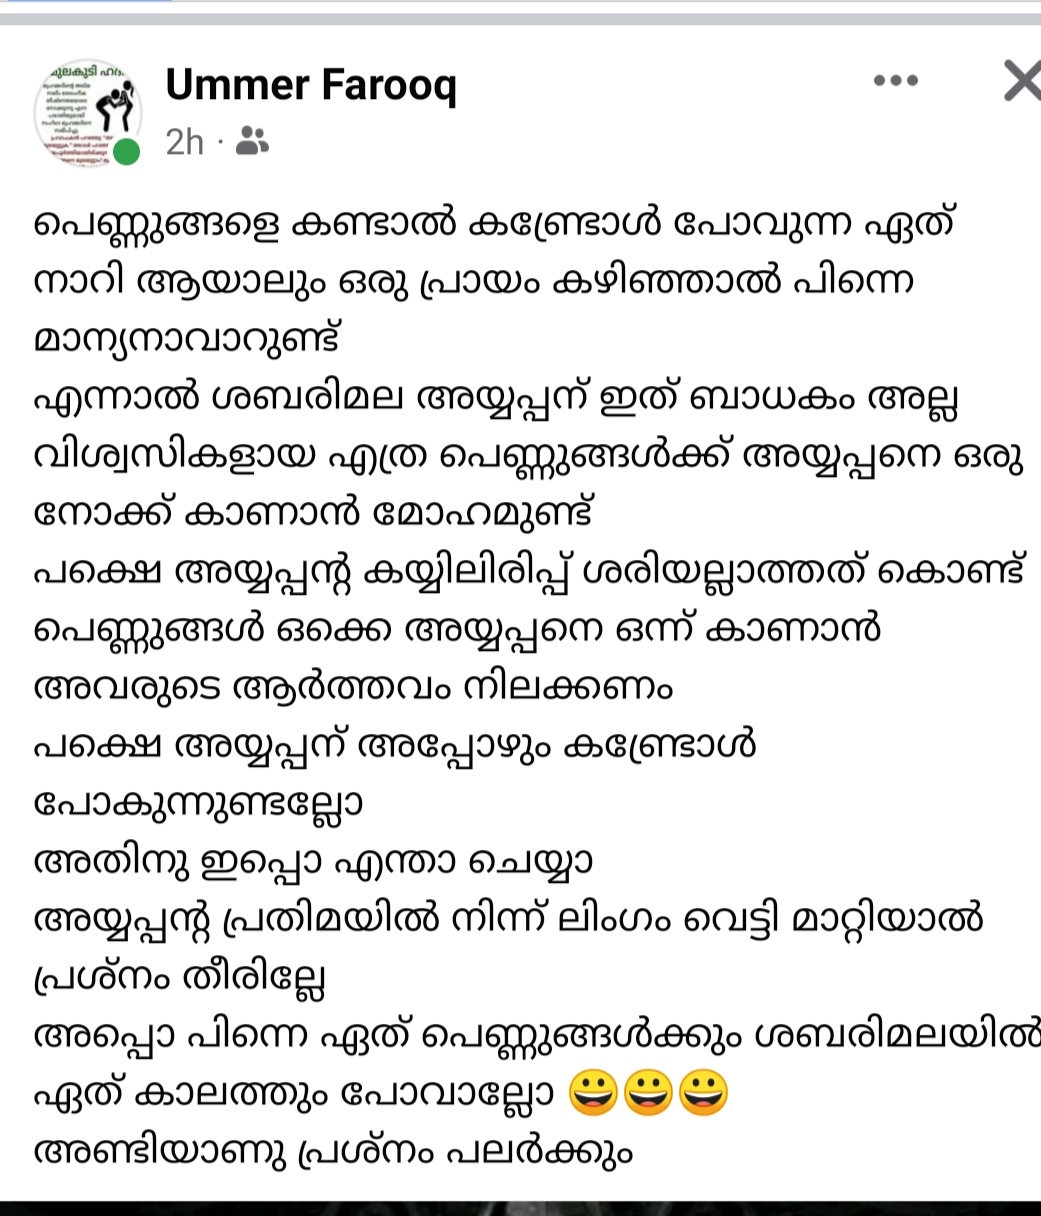 Ummer Farooq
2h
പെണ്ണുങ്ങളെ കണ്ടാൽ കണ്ട്രോൾ പോവുന്ന ഏത്
നാറി ആയാലും ഒരു പ്രായം കഴിഞ്ഞാൽ പിന്നെ
മാന്യനാവാറുണ്ട്
എന്നാൽ ശബരിമല അയ്യപ്പന് ഇത് ബാധകം അല്ല
വിശ്വസികളായ എത്ര പെണ്ണുങ്ങൾക്ക് അയ്യപ്പനെ ഒരു
നോക്ക് കാണാൻ മോഹമുണ്ട്
പക്ഷെ അയ്യപ്പന്റ കയ്യിലിരിപ്പ് ശരിയല്ലാത്തത് കൊണ്ട്
പെണ്ണുങ്ങൾ ഒക്കെ അയ്യപ്പനെ ഒന്ന് കാണാൻ
അവരുടെ ആർത്തവം നിലക്കണം
പക്ഷെ അയ്യപ്പന് അപ്പോഴും കണ്ട്രോൾ
പോകുന്നുണ്ടല്ലോ
അതിനു ഇപ്പൊ എന്താ ചെയ്യാ
അയ്യപ്പന്റ പ്രതിമയിൽ നിന്ന് ലിംഗം വെട്ടി മാറ്റിയാൽ
പ്രശ്നം തീരില്ലേ
അപ്പൊ പിന്നെ ഏത് പെണ്ണുങ്ങൾക്കും ശബരിമലയിൽ
ഏത് കാലത്തും പോവാല്ലോ 😀😀😀
അണ്ടിയാണു പ്രശ്നം പലർക്കും